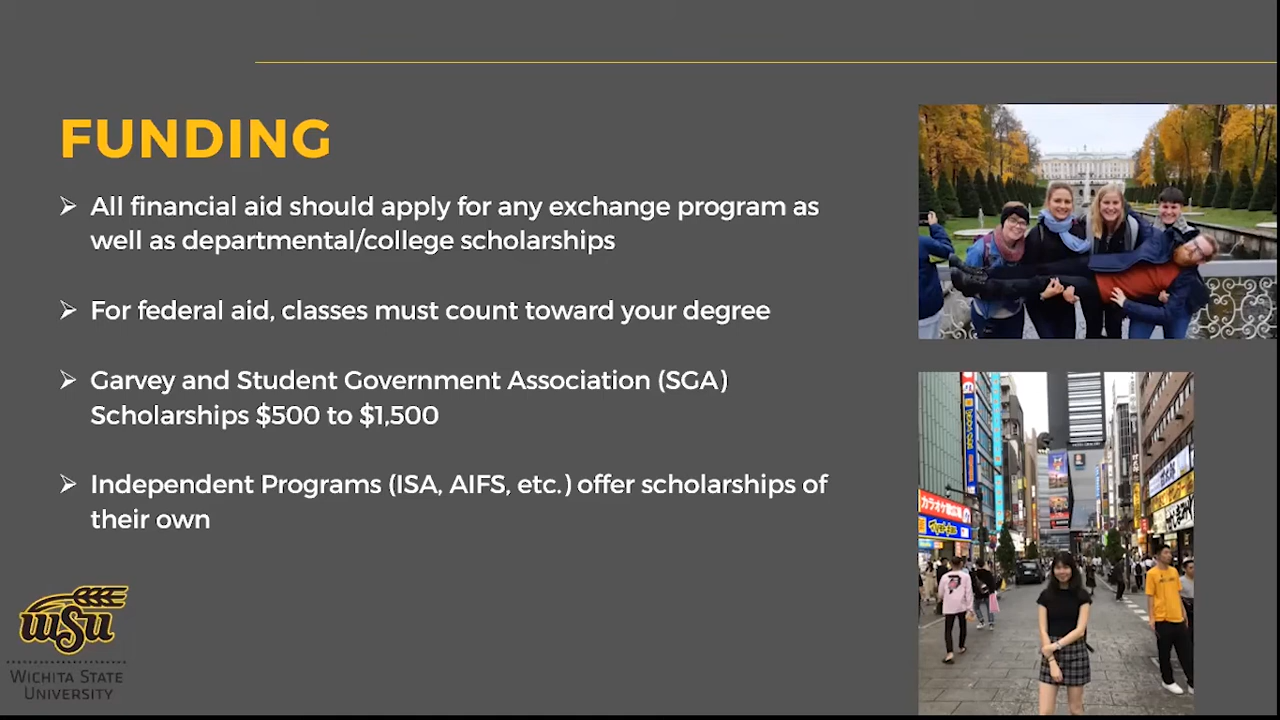 FUNDING
All financial aid should apply for any exchange program as
well as departmental/college scholarships
For federal aid, classes must count toward your degree
Garvey and Student Government Association (SGA)
Scholarships $500 to $1,500
Independent Programs (ISA, AIFS, etc.) offer scholarships of
their own
wsu
WICHITA STATE
UNIVERSITY